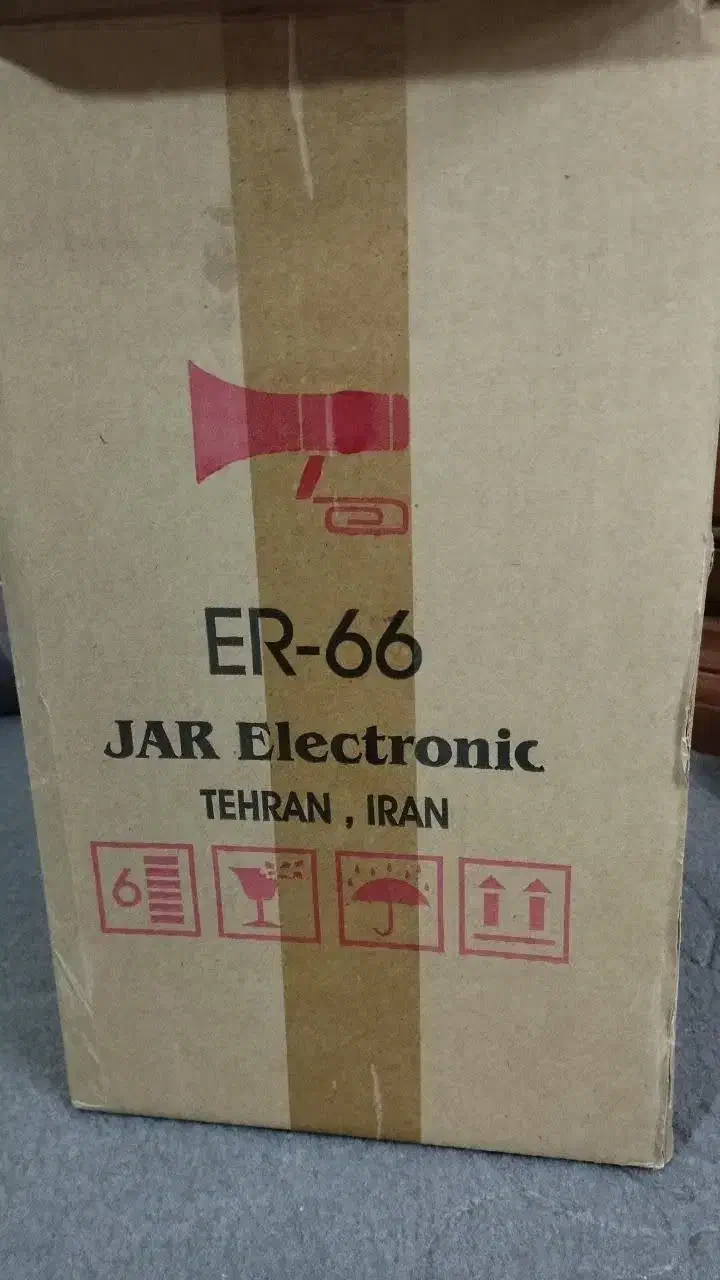 ER-66
JAR Electronic
TEHRAN , IRAN
6